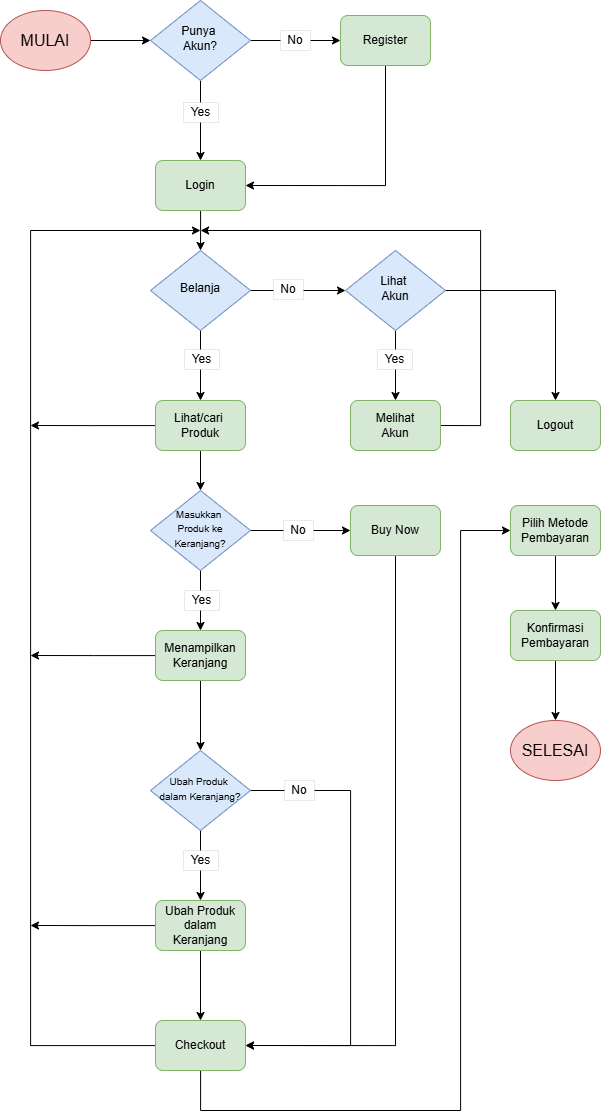 MULAI
Punya
Akun?
No
Register
Yes
Login
Belanja
No
Lihat
Akun
Yes
Yes
Lihat/cari
Produk
Melihat
Akun
Logout
Masukkan
Produk ke
Keranjang?
No
Buy Now
Pilih Metode
Pembayaran
Yes
Menampilkan
Keranjang
Konfirmasi
Pembayaran
SELESAI
Ubah Produk
dalam Keranjang?
No
Yes
Ubah Produk
dalam
Keranjang
Checkout